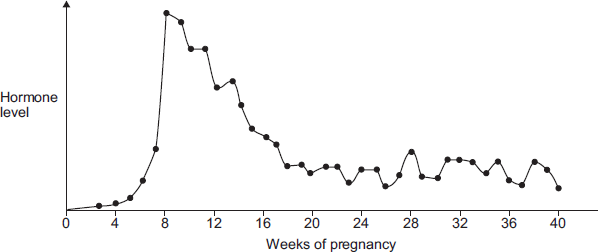 Hormone
level
0 4 8 12 16 20 24 28 32 36 40
Weeks of pregnancy